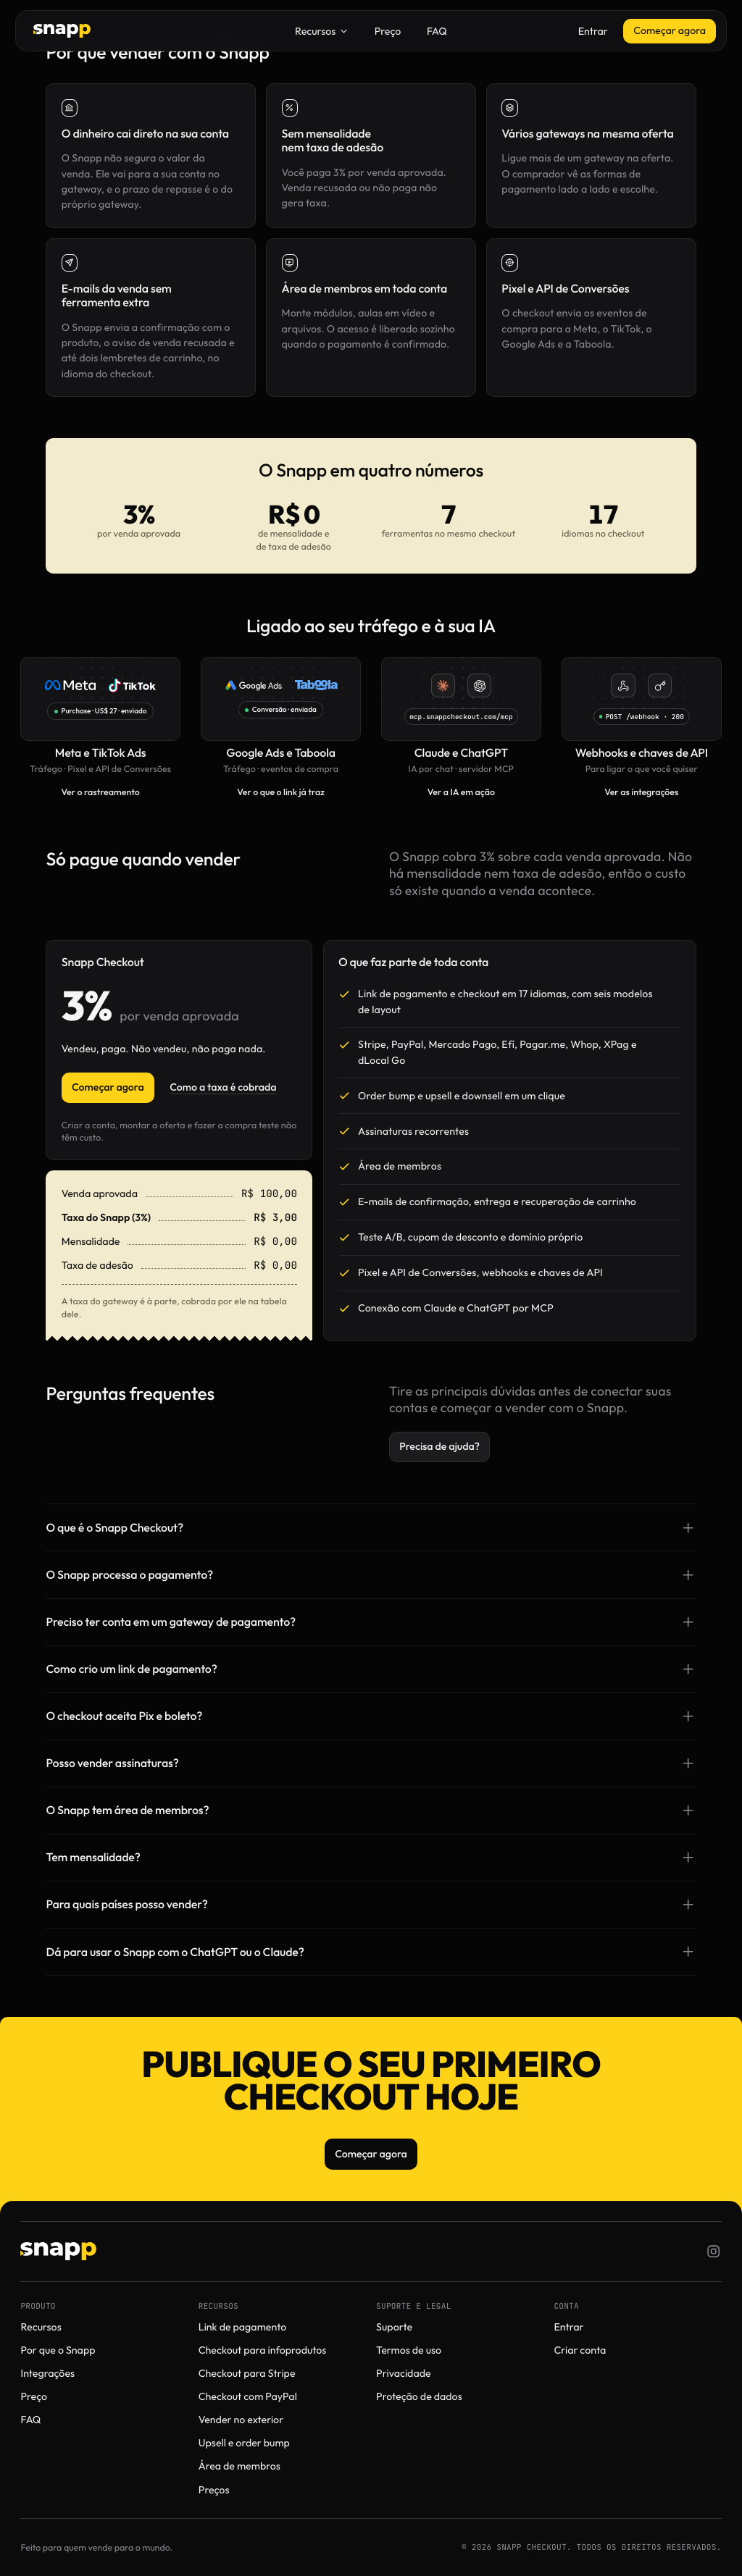 snapp
Recursos
Preço
FAQ
Entrar
Começar agora
Por que vender com o Snapp
O dinheiro cai direto na sua conta
O Snapp não segura o valor da
venda. Ele vai para a sua conta no
gateway, e o prazo de repasse é o do
próprio gateway.
Sem mensalidade
nem taxa de adesão
Você paga 3% por venda aprovada.
Venda recusada ou não paga não
gera taxa.
Vários gateways na mesma oferta
Ligue mais de um gateway na oferta.
O comprador vê as formas de
pagamento lado a lado e escolhe.
E-mails da venda sem
ferramenta extra
O Snapp envia a confirmação com o
produto, o aviso de venda recusada e
até dois lembretes de carrinho, no
idioma do checkout.
Área de membros em toda conta
Monte módulos, aulas em vídeo e
arquivos. O acesso é liberado sozinho
quando o pagamento é confirmado.
Pixel e API de Conversões
O checkout envia os eventos de
compra para a Meta, o TikTok, o
Google Ads e a Taboola.
O Snapp em quatro números
3%
por venda aprovada
R$ 0
de mensalidade e
de taxa de adesão
7
ferramentas no mesmo checkout
17
idiomas no checkout
Ligado ao seu tráfego e à sua IA
Meta
TikTok
Purchase · US$ 27 · enviado
Meta e TikTok Ads
Tráfego · Pixel e API de Conversões
Ver o rastreamento
Google Ads
Taboola
Conversão · enviada
Google Ads e Taboola
Tráfego · eventos de compra
Ver o que o link já traz
mcp.snappcheckout.com/mcp
Claude e ChatGPT
IA por chat · servidor MCP
Ver a IA em ação
POST /webhook · 200
Webhooks e chaves de API
Para ligar o que você quiser
Ver as integrações
Só pague quando vender
O Snapp cobra 3% sobre cada venda aprovada. Não
há mensalidade nem taxa de adesão, então o custo
só existe quando a venda acontece.
Snapp Checkout
3% por venda aprovada
Vendeu, paga. Não vendeu, não paga nada.
Começar agora
Como a taxa é cobrada
Criar a conta, montar a oferta e fazer a compra teste não
têm custo.
Venda aprovada R$ 100,00
Taxa do Snapp (3%) R$ 3,00
Mensalidade R$ 0,00
Taxa de adesão R$ 0,00
A taxa do gateway é à parte, cobrada por ele na tabela
dele.
O que faz parte de toda conta
Link de pagamento e checkout em 17 idiomas, com seis modelos
de layout
Stripe, PayPal, Mercado Pago, Efí, Pagar.me, Whop, XPag e
dLocal Go
Order bump e upsell e downsell em um clique
Assinaturas recorrentes
Área de membros
E-mails de confirmação, entrega e recuperação de carrinho
Teste A/B, cupom de desconto e domínio próprio
Pixel e API de Conversões, webhooks e chaves de API
Conexão com Claude e ChatGPT por MCP
Perguntas frequentes
Tire as principais dúvidas antes de conectar suas
contas e começar a vender com o Snapp.
Precisa de ajuda?
O que é o Snapp Checkout?
O Snapp processa o pagamento?
Preciso ter conta em um gateway de pagamento?
Como crio um link de pagamento?
O checkout aceita Pix e boleto?
Posso vender assinaturas?
O Snapp tem área de membros?
Tem mensalidade?
Para quais países posso vender?
Dá para usar o Snapp com o ChatGPT ou o Claude?
PUBLIQUE O SEU PRIMEIRO
CHECKOUT HOJE
Começar agora
snapp
PRODUTO
Recursos
Por que o Snapp
Integrações
Preço
FAQ
RECURSOS
Link de pagamento
Checkout para infoprodutos
Checkout para Stripe
Checkout com PayPal
Vender no exterior
Upsell e order bump
Área de membros
Preços
SUPORTE E LEGAL
Suporte
Termos de uso
Privacidade
Proteção de dados
CONTA
Entrar
Criar conta
Feito para quem vende para o mundo.
© 2026 SNAPP CHECKOUT. TODOS OS DIREITOS RESERVADOS.